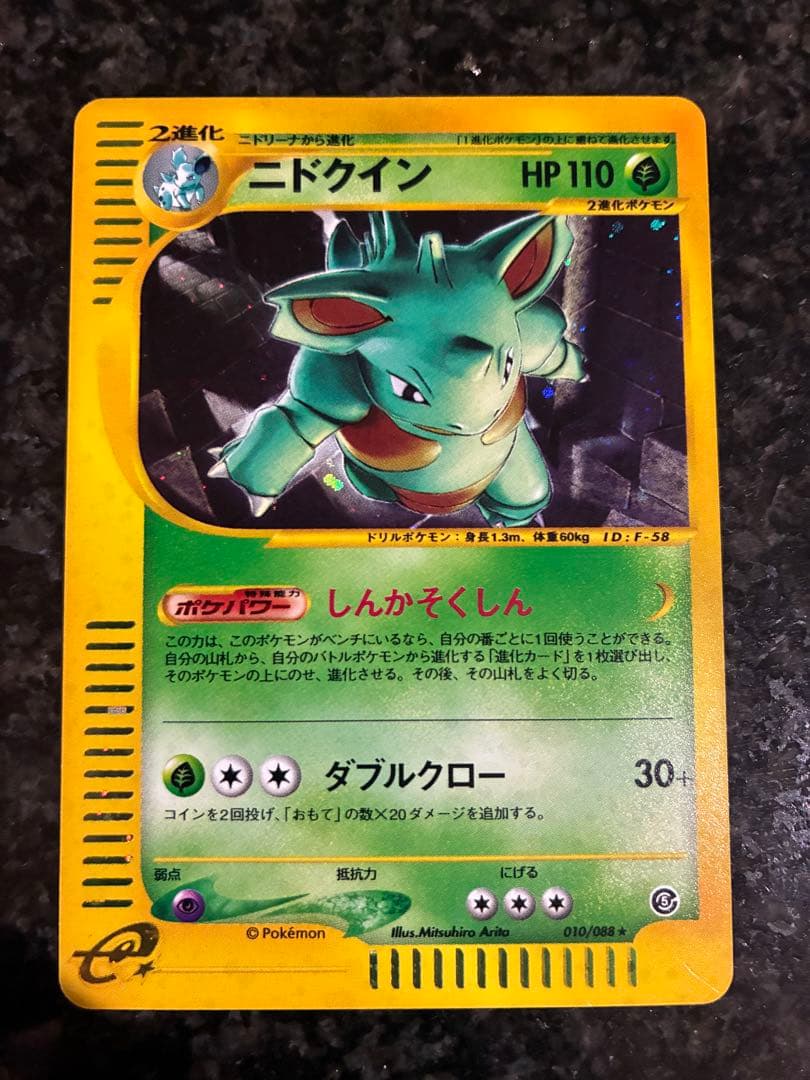 2進化
ニドリーナから進化
「1進化ポケモン」の上に重ねて進化させます。
ニドクイン HP 110
2進化ポケモン
ドリルポケモン：身長1.3m、体重60kg ID：F-58
特殊能力
ポケパワー しんかそくしん
この力は、このポケモンがベンチにいるなら、自分の番ごとに1回使うことができる。
自分の山札から、自分のバトルポケモンから進化する「進化カード」を1枚選び出し、
そのポケモンの上にのせ、進化させる。その後、その山札をよく切る。
ダブルクロー 30+
コインを2回投げ、「おもて」の数×20ダメージを追加する。
弱点 抵抗力 にげる
© Pokémon Illus. Mitsuhiro Arita 010/088 ★
5
e